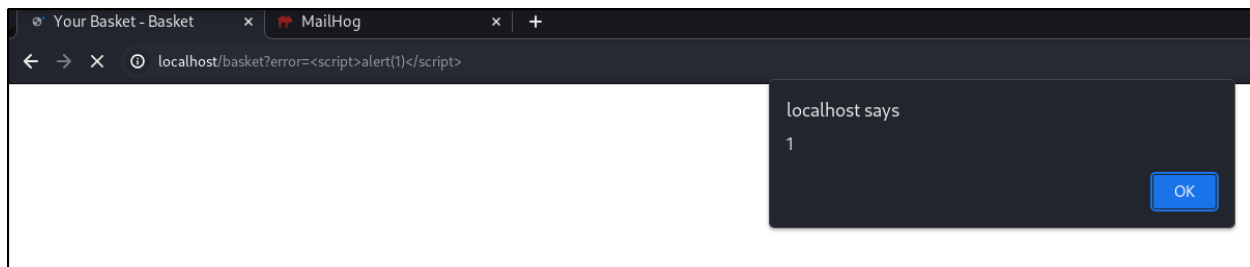 Your Basket - Basket
MailHog
localhost/basket?error=<script>alert(1)</script>
localhost says
1
OK